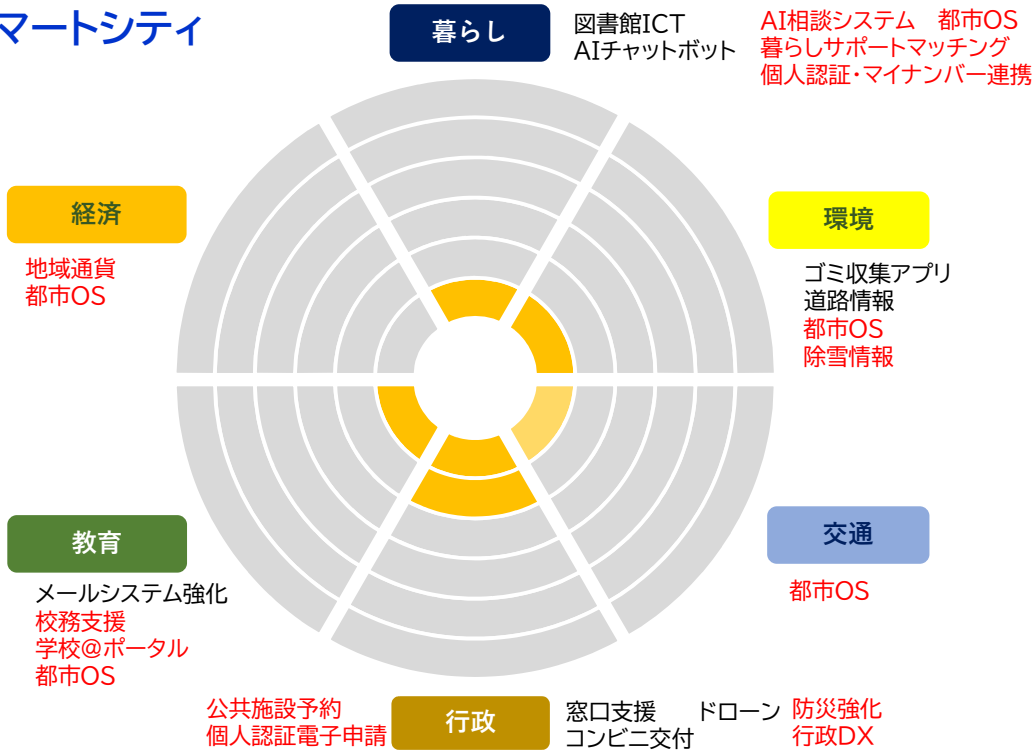 マートシティ
暮らし
図書館ICT
AIチャットボット
AI相談システム　都市OS
暮らしサポートマッチング
個人認証・マイナンバー連携
経済
地域通貨
都市OS
環境
ゴミ収集アプリ
道路情報
都市OS
除雪情報
教育
メールシステム強化
校務支援
学校@ポータル
都市OS
交通
都市OS
公共施設予約
個人認証電子申請
行政
窓口支援　　ドローン
コンビニ交付
防災強化
行政DX